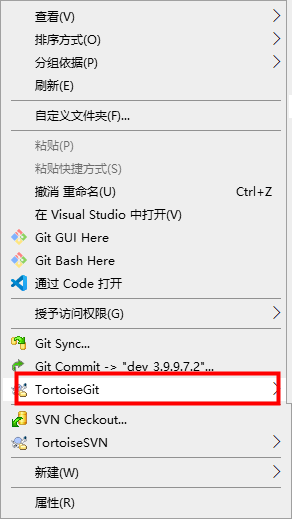 查看(V)
排序方式(O)
分组依据(P)
刷新(E)
自定义文件夹(F)...
粘贴(P)
粘贴快捷方式(S)
撤消 重命名(U) Ctrl+Z
在 Visual Studio 中打开(V)
Git GUI Here
Git Bash Here
通过 Code 打开
授予访问权限(G)
Git Sync...
Git Commit -> "dev_3.9.9.7.2"...
TortoiseGit
SVN Checkout...
TortoiseSVN
新建(W)
属性(R)